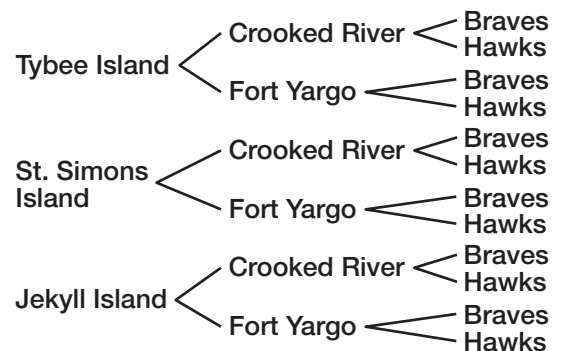 Tybee Island
Crooked River
Braves
Hawks
Fort Yargo
Braves
Hawks
St. Simons
Island
Crooked River
Braves
Hawks
Fort Yargo
Braves
Hawks
Jekyll Island
Crooked River
Braves
Hawks
Fort Yargo
Braves
Hawks